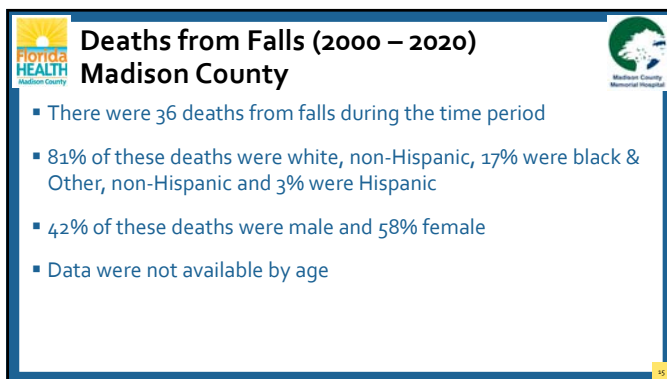 Florida
HEALTH
Madison County
Deaths from Falls (2000 – 2020)
Madison County
Madison County
Memorial Hospital
▪ There were 36 deaths from falls during the time period
▪ 81% of these deaths were white, non-Hispanic, 17% were black &
Other, non-Hispanic and 3% were Hispanic
▪ 42% of these deaths were male and 58% female
▪ Data were not available by age
15